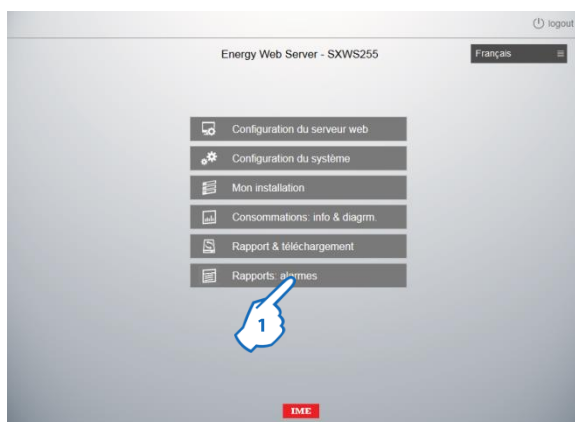 logout
Energy Web Server - SXWS255
Français
Configuration du serveur web
Configuration du système
Mon installation
Consommations: info & diagrm.
Rapport & téléchargement
Rapports: alarmes
1
IME